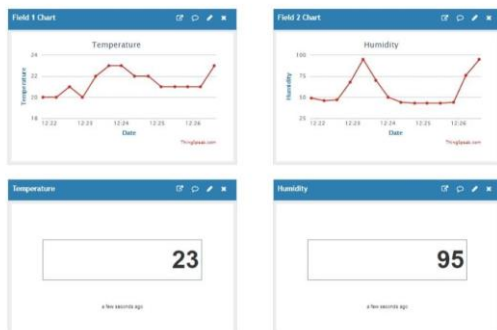 Field 1 Chart
Temperature
Temperature
24
22
20
18
12:22
12:23
12:24
12:25
12:26
Date
ThingSpeak.com
Field 2 Chart
Humidity
Humidity
100
75
50
25
12:22
12:23
12:24
12:25
12:26
Date
ThingSpeak.com
Temperature
23
a few seconds ago
Humidity
95
a few seconds ago